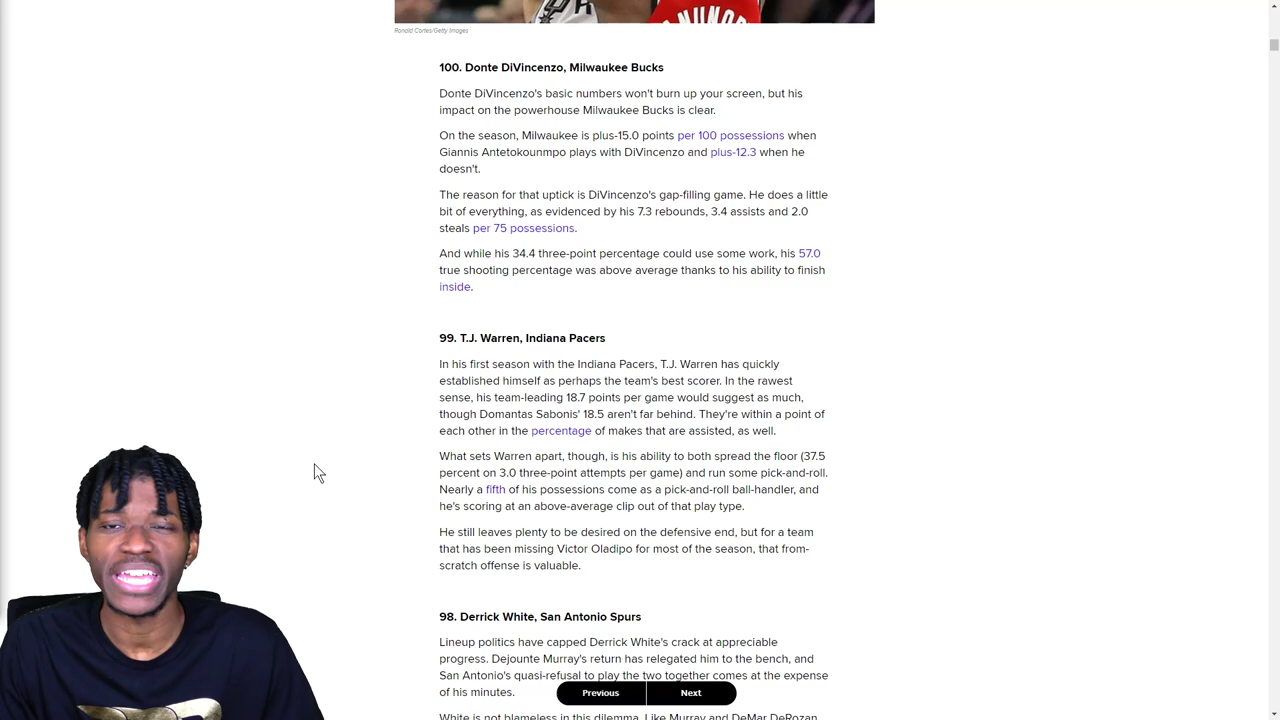 Ronald Cortes/Getty Images
100. Donte DiVincenzo, Milwaukee Bucks
Donte DiVincenzo's basic numbers won't burn up your screen, but his
impact on the powerhouse Milwaukee Bucks is clear.
On the season, Milwaukee is plus-15.0 points per 100 possessions when
Giannis Antetokounmpo plays with DiVincenzo and plus-12.3 when he
doesn't.
The reason for that uptick is DiVincenzo's gap-filling game. He does a little
bit of everything, as evidenced by his 7.3 rebounds, 3.4 assists and 2.0
steals per 75 possessions.
And while his 34.4 three-point percentage could use some work, his 57.0
true shooting percentage was above average thanks to his ability to finish
inside.
99. T.J. Warren, Indiana Pacers
In his first season with the Indiana Pacers, T.J. Warren has quickly
established himself as perhaps the team's best scorer. In the rawest
sense, his team-leading 18.7 points per game would suggest as much,
though Domantas Sabonis' 18.5 aren't far behind. They're within a point of
each other in the percentage of makes that are assisted, as well.
What sets Warren apart, though, is his ability to both spread the floor (37.5
percent on 3.0 three-point attempts per game) and run some pick-and-roll.
Nearly a fifth of his possessions come as a pick-and-roll ball-handler, and
he's scoring at an above-average clip out of that play type.
He still leaves plenty to be desired on the defensive end, but for a team
that has been missing Victor Oladipo for most of the season, that from-
scratch offense is valuable.
98. Derrick White, San Antonio Spurs
Lineup politics have capped Derrick White's crack at appreciable
progress. Dejounte Murray's return has relegated him to the bench, and
San Antonio's quasi-refusal to play the two together comes at the expense
of his minutes.
Previous Next
White is not blameless in this dilemma. Like Murray and DeMar DeRozan,